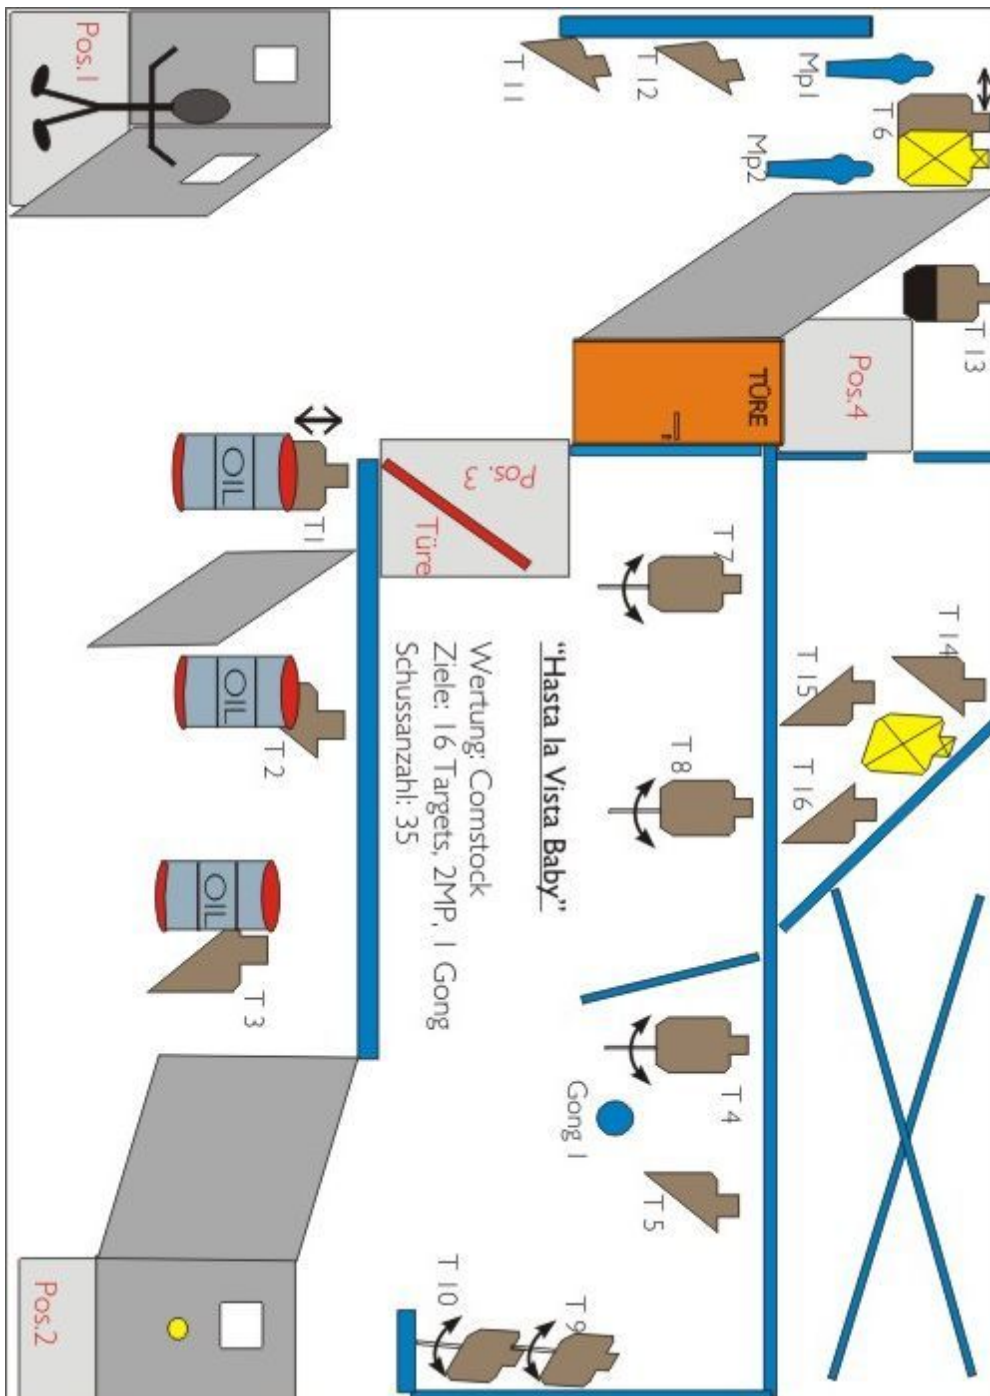 Pos.1
T 11
T 12
Mp1
T 6
Mp2
T 13
Pos.4
TÜRE
pos. 3
Türe
OIL
T1
OIL
T 2
OIL
T 3
T 7
T 8
T 14
T 15
T 16
"Hasta la Vista Baby"
Wertung: Comstock
Ziele: 16 Targets, 2MP, 1 Gong
Schussanzahl: 35
T 4
Gong 1
T 5
T 10
T 9
Pos.2